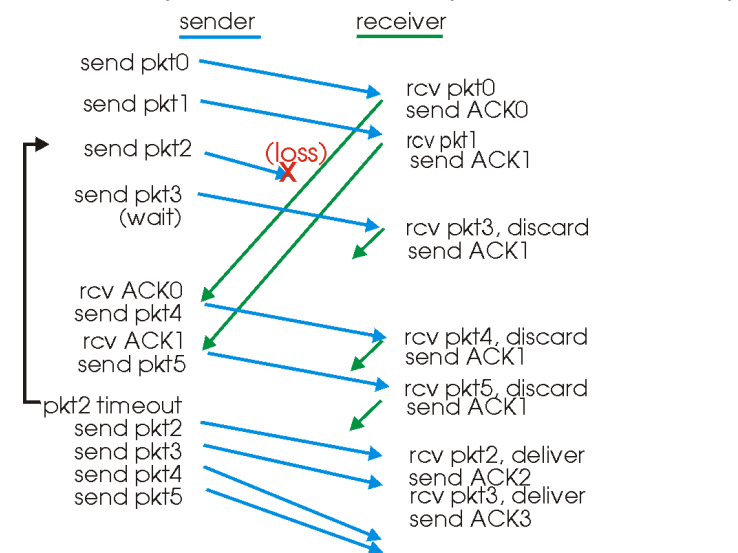 sender
receiver
send pkt0
send pkt1
send pkt2
(loss)
X
send pkt3
(wait)
rcv pkt0
send ACK0
rcv pkt1
send ACK1
rcv pkt3, discard
send ACK1
rcv ACK0
send pkt4
rcv ACK1
send pkt5
rcv pkt4, discard
send ACK1
rcv pkt5, discard
send ACK1
pkt2 timeout
send pkt2
send pkt3
send pkt4
send pkt5
rcv pkt2, deliver
send ACK2
rcv pkt3, deliver
send ACK3